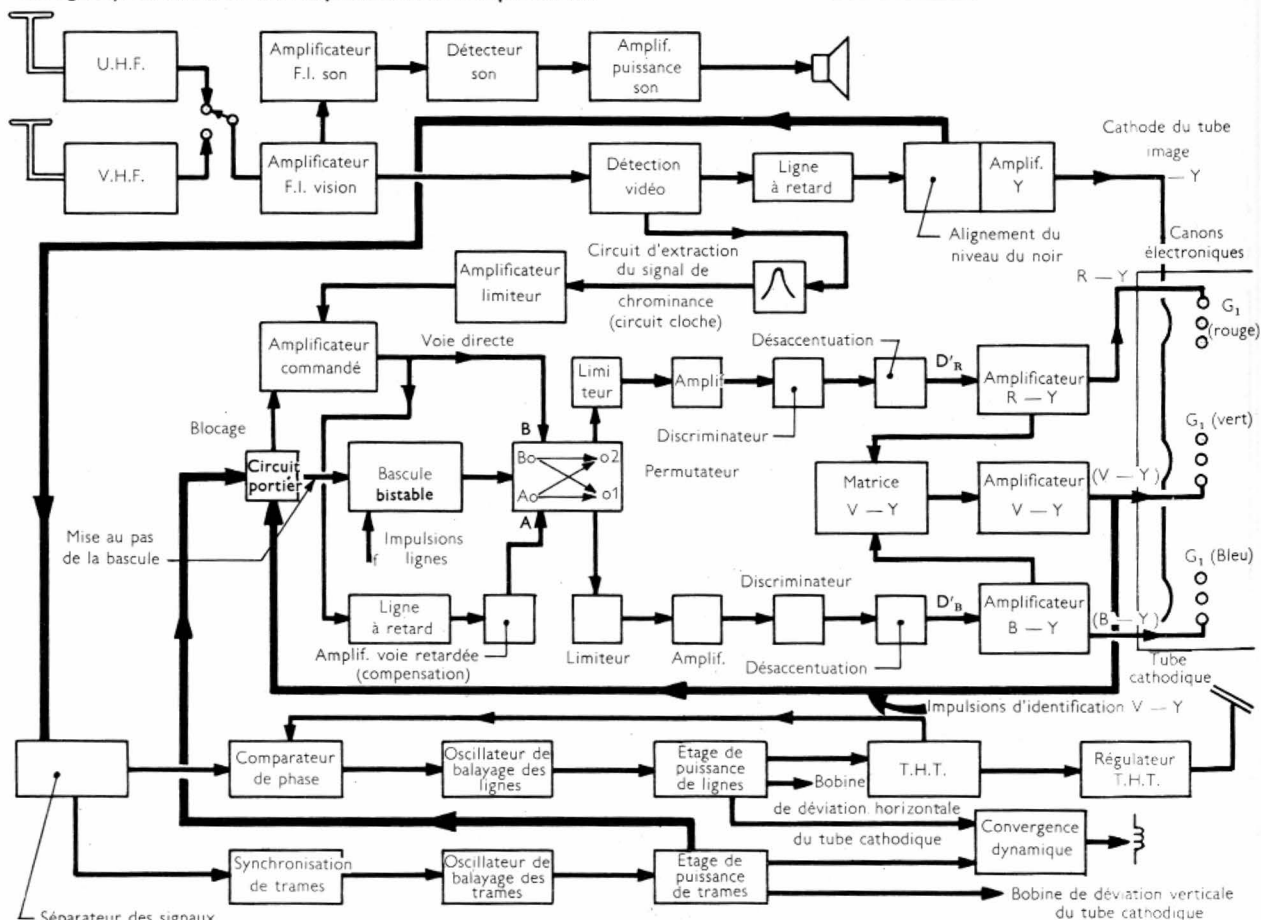 U.H.F.
Amplificateur
F.I. son
Détecteur
son
Amplif.
puissance
son
V.H.F.
Amplificateur
F.I. vision
Détection
vidéo
Ligne
à retard
Amplif.
Y
Cathode du tube
image
— Y
Alignement du
niveau du noir
Canons
électroniques
Amplificateur
limiteur
Circuit d'extraction
du signal de
chrominance
(circuit cloche)
R — Y
G₁
(rouge)
Amplificateur
commandé
Voie directe
Désaccentuation
Limi
teur
Amplif
D'R
Amplificateur
R — Y
Blocage
Discriminateur
B
Circuit
portier
Bascule
bistable
Bo
o2
Ao
o1
Permutateur
A
Matrice
V — Y
Amplificateur
V — Y
(V — Y)
G₁ (vert)
Mise au pas
de la bascule
f
Impulsions
lignes
Ligne
à retard
Amplif. voie retardée
(compensation)
Discriminateur
Limiteur
Amplif.
Désaccentuation
D'B
Amplificateur
B — Y
(B — Y)
G₁ (Bleu)
Tube
cathodique
Impulsions d'identification V — Y
Comparateur
de phase
Oscillateur de
balayage des
lignes
Etage de
puissance
de lignes
T.H.T.
Régulateur
T.H.T.
Bobine
de déviation horizontale
du tube cathodique
Convergence
dynamique
Synchronisation
de trames
Oscillateur de
balayage des
trames
Etage de
puissance
de trames
Bobine de déviation verticale
du tube cathodique
Séparateur des signaux